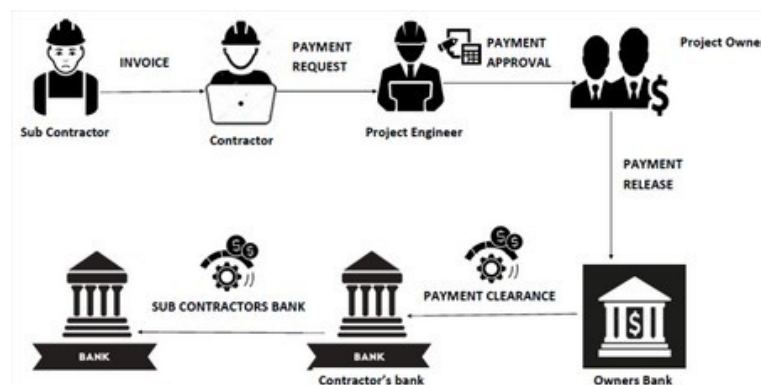 INVOICE
PAYMENT
REQUEST
PAYMENT
APPROVAL
Project Owner
Sub Contractor
Contractor
Project Engineer
$
PAYMENT
RELEASE
$ $
SUB CONTRACTORS BANK
$ $
PAYMENT CLEARANCE
$
BANK
BANK
Contractor's bank
Owners Bank